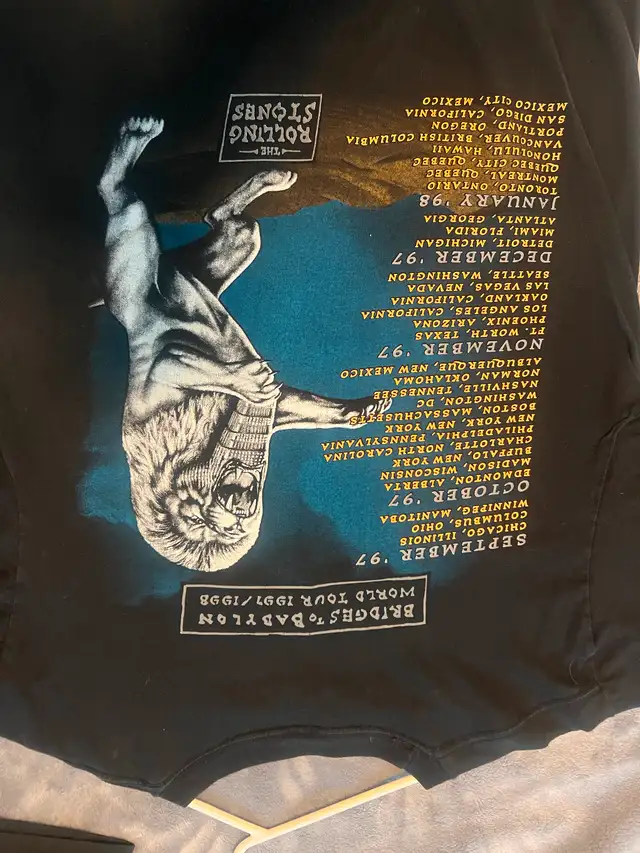 BRIDGES TO BABYLON
WORLD TOUR 1997/1998
SEPTEMBER '97
CHICAGO, ILLINOIS
COLUMBUS, OHIO
WINNIPEG, MANITOBA
OCTOBER '97
EDMONTON, ALBERTA
MADISON, WISCONSIN
BUFFALO, NEW YORK
CHARLOTTE, NORTH CAROLINA
PHILADELPHIA, PENNSYLVANIA
NEW YORK, NEW YORK
BOSTON, MASSACHUSETTS
WASHINGTON, DC
NASHVILLE, TENNESSEE
NORMAN, OKLAHOMA
ALBUQUERQUE, NEW MEXICO
NOVEMBER '97
FT. WORTH, TEXAS
PHOENIX, ARIZONA
LOS ANGELES, CALIFORNIA
OAKLAND, CALIFORNIA
LAS VEGAS, NEVADA
SEATTLE, WASHINGTON
DECEMBER '97
DETROIT, MICHIGAN
MIAMI, FLORIDA
ATLANTA, GEORGIA
JANUARY '98
TORONTO, ONTARIO
MONTREAL, QUEBEC
QUEBEC CITY, QUEBEC
HONOLULU, HAWAII
VANCOUVER, BRITISH COLUMBIA
PORTLAND, OREGON
SAN DIEGO, CALIFORNIA
MEXICO CITY, MEXICO
THE
ROLLING
STONES